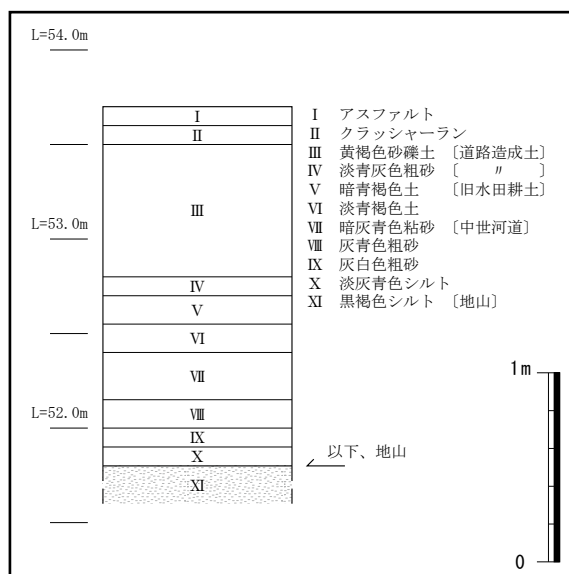 L=54.0m
Ⅰ
Ⅱ
Ⅲ
L=53.0m
Ⅳ
Ⅴ
Ⅵ
Ⅶ
L=52.0m
Ⅷ
Ⅸ
Ⅹ
Ⅺ
Ⅰ アスファルト
Ⅱ クラッシャーラン
Ⅲ 黄褐色砂礫土 〔道路造成土〕
Ⅳ 淡青灰色粗砂 〔 〃 〕
Ⅴ 暗青褐色土 〔旧水田耕土〕
Ⅵ 淡青褐色土
Ⅶ 暗灰青色粘砂 〔中世河道〕
Ⅷ 灰青色粗砂
Ⅸ 灰白色粗砂
Ⅹ 淡灰青色シルト
Ⅺ 黒褐色シルト 〔地山〕
以下、地山
1m
0